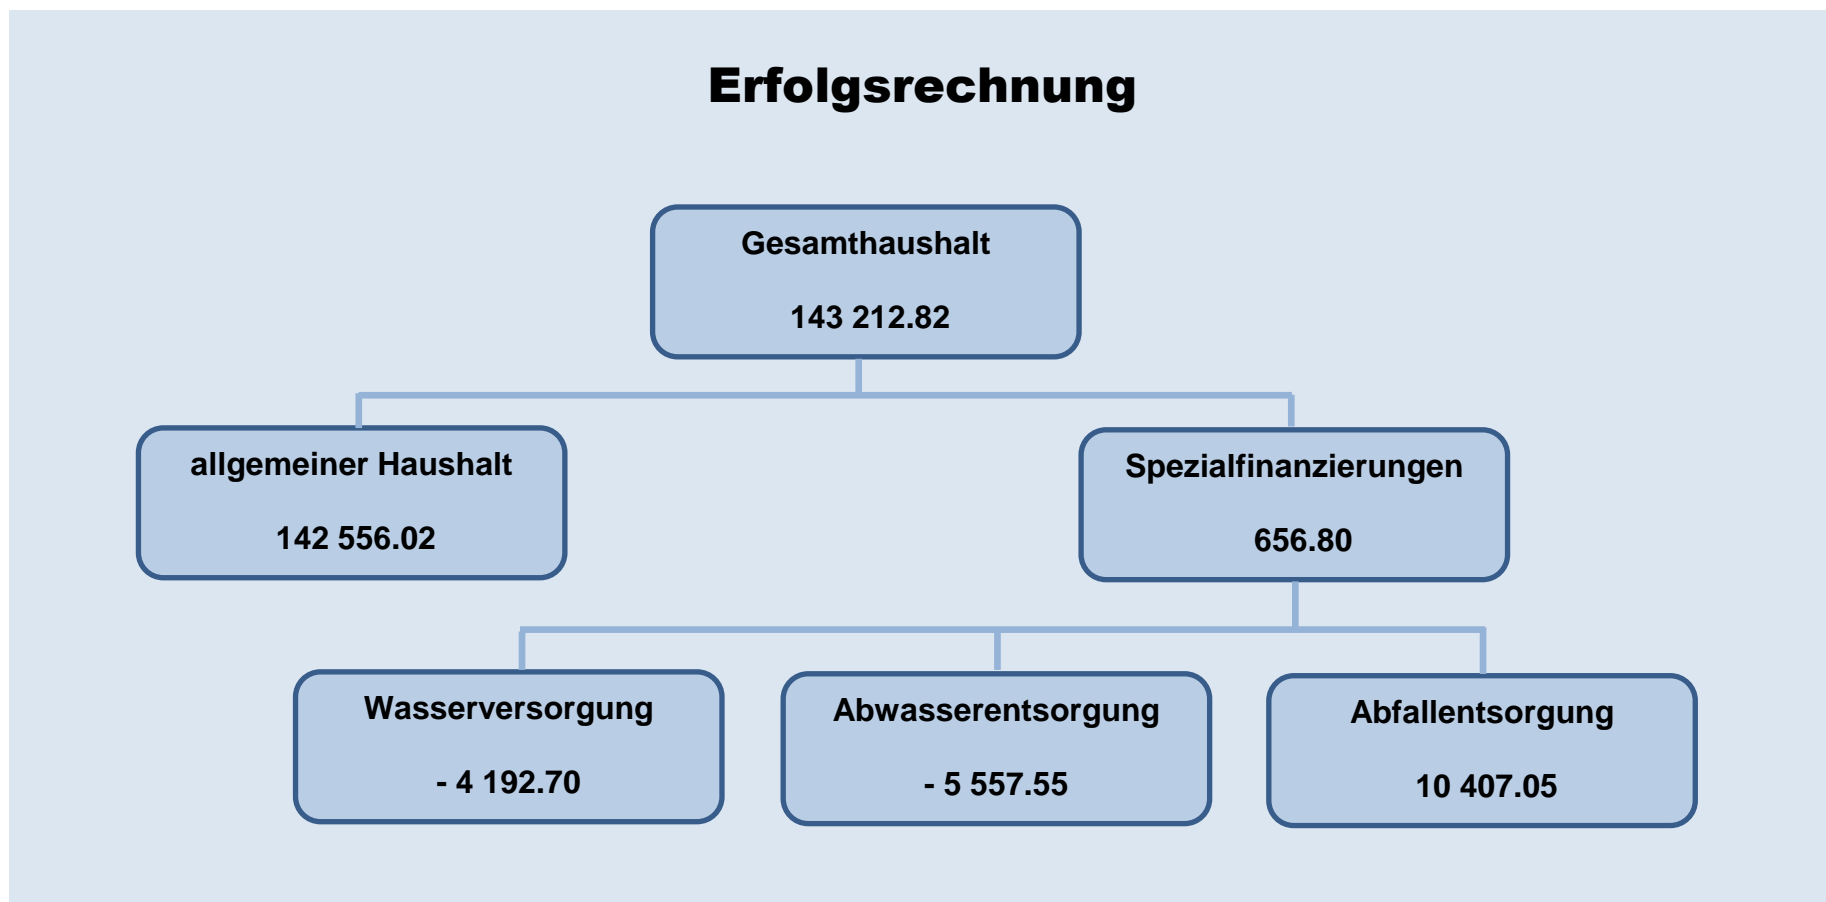 Erfolgsrechnung
Gesamthaushalt
143 212.82
allgemeiner Haushalt
142 556.02
Spezialfinanzierungen
656.80
Wasserversorgung
- 4 192.70
Abwasserentsorgung
- 5 557.55
Abfallentsorgung
10 407.05